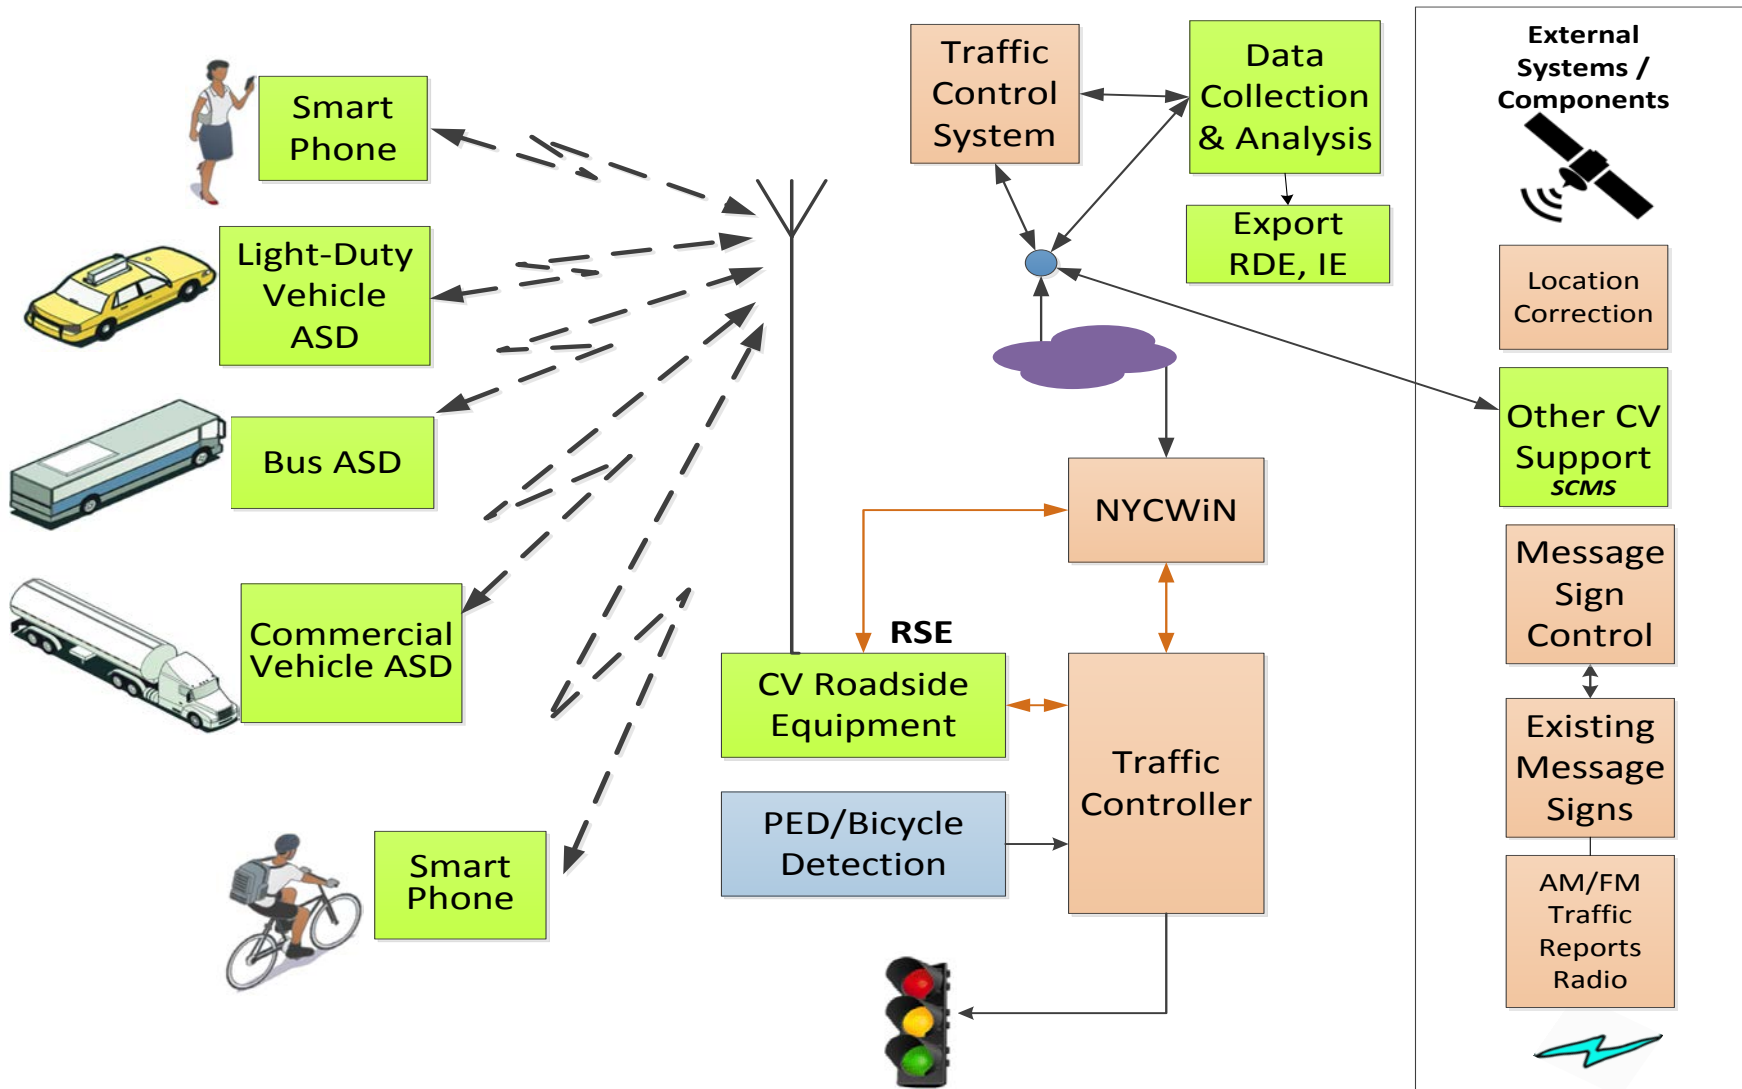 Smart
Phone
Light-Duty
Vehicle
ASD
Bus ASD
Commercial
Vehicle ASD
Smart
Phone
Traffic
Control
System
Data
Collection
& Analysis
Export
RDE, IE
NYCWiN
RSE
CV Roadside
Equipment
PED/Bicycle
Detection
Traffic
Controller
External
Systems /
Components
Location
Correction
Other CV
Support
SCMS
Message
Sign
Control
Existing
Message
Signs
AM/FM
Traffic
Reports
Radio